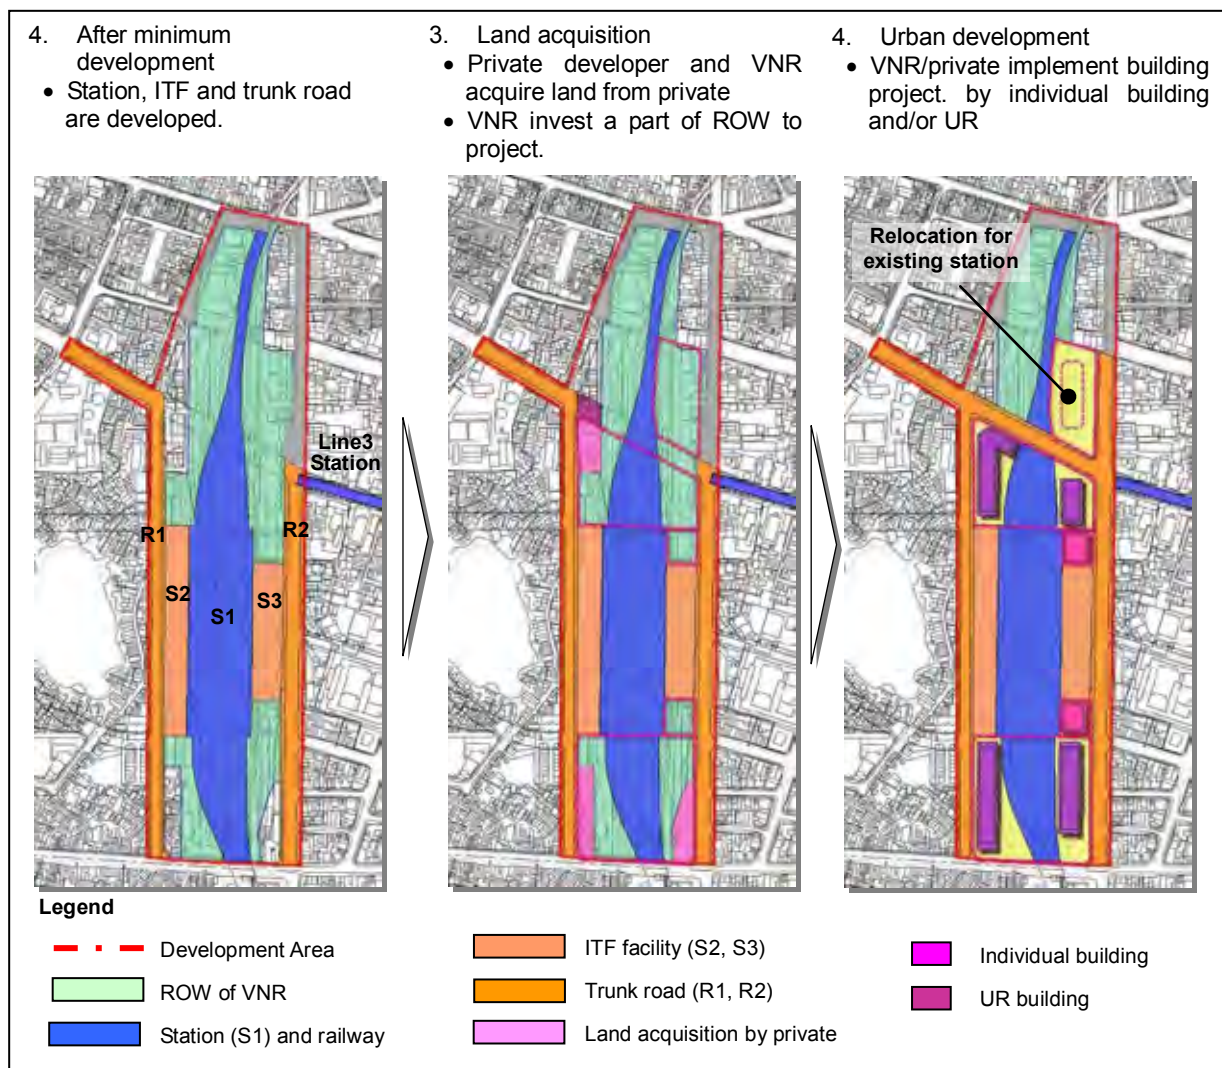 4. After minimum
development
• Station, ITF and trunk road
are developed.
3. Land acquisition
• Private developer and VNR
acquire land from private
• VNR invest a part of ROW to
project.
4. Urban development
• VNR/private implement building
project. by individual building
and/or UR
Line3
Station
R1
R2
S2
S1
S3
Relocation for
existing station
Legend
Development Area
ROW of VNR
Station (S1) and railway
ITF facility (S2, S3)
Trunk road (R1, R2)
Land acquisition by private
Individual building
UR building